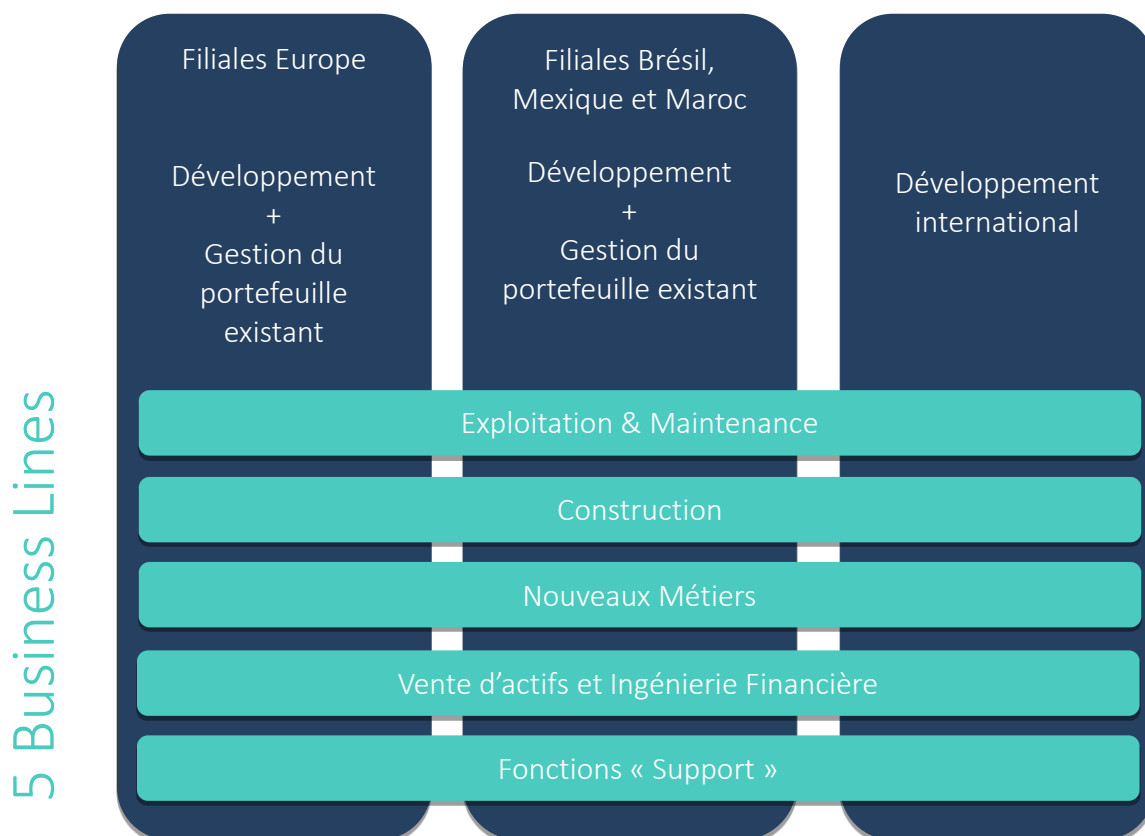 Filiales Europe
Développement
+
Gestion du
portefeuille
existant
Filiales Brésil,
Mexique et Maroc
Développement
+
Gestion du
portefeuille existant
Développement
international
5 Business Lines
Exploitation & Maintenance
Construction
Nouveaux Métiers
Vente d’actifs et Ingénierie Financière
Fonctions « Support »